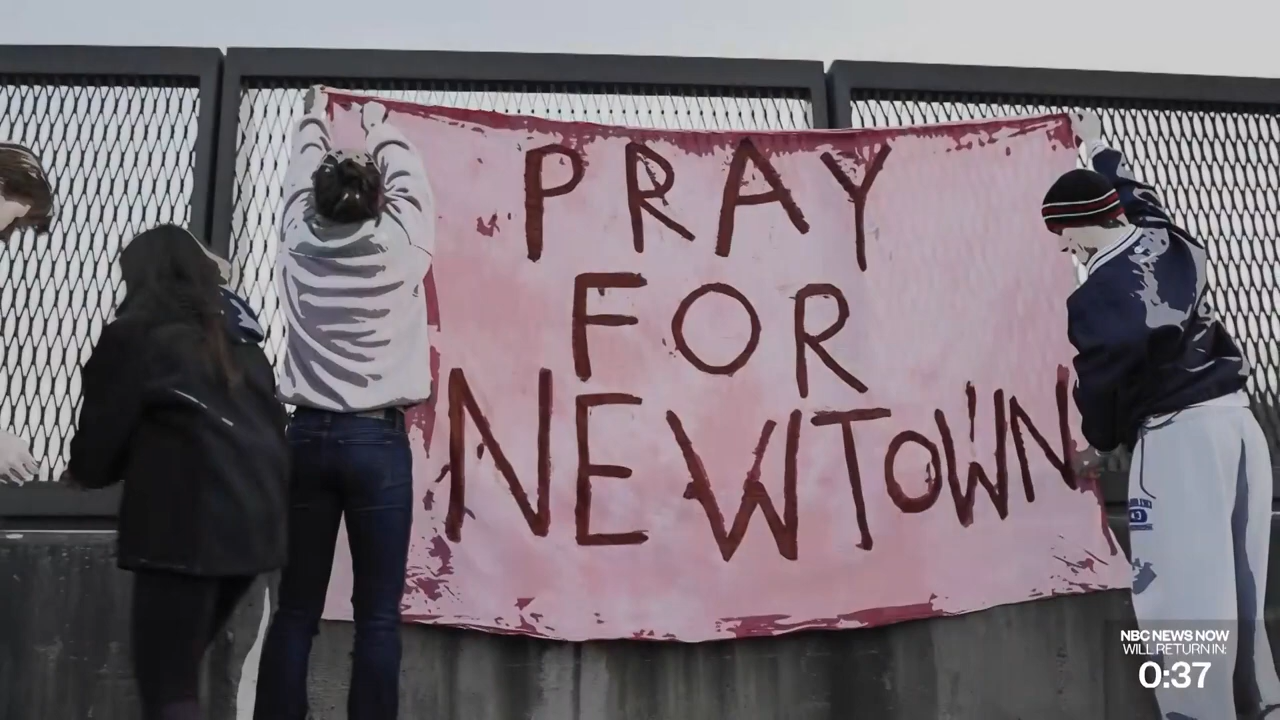 PRAY
FOR
NEWTOWN
NBC NEWS NOW
WILL RETURN IN:
0:37